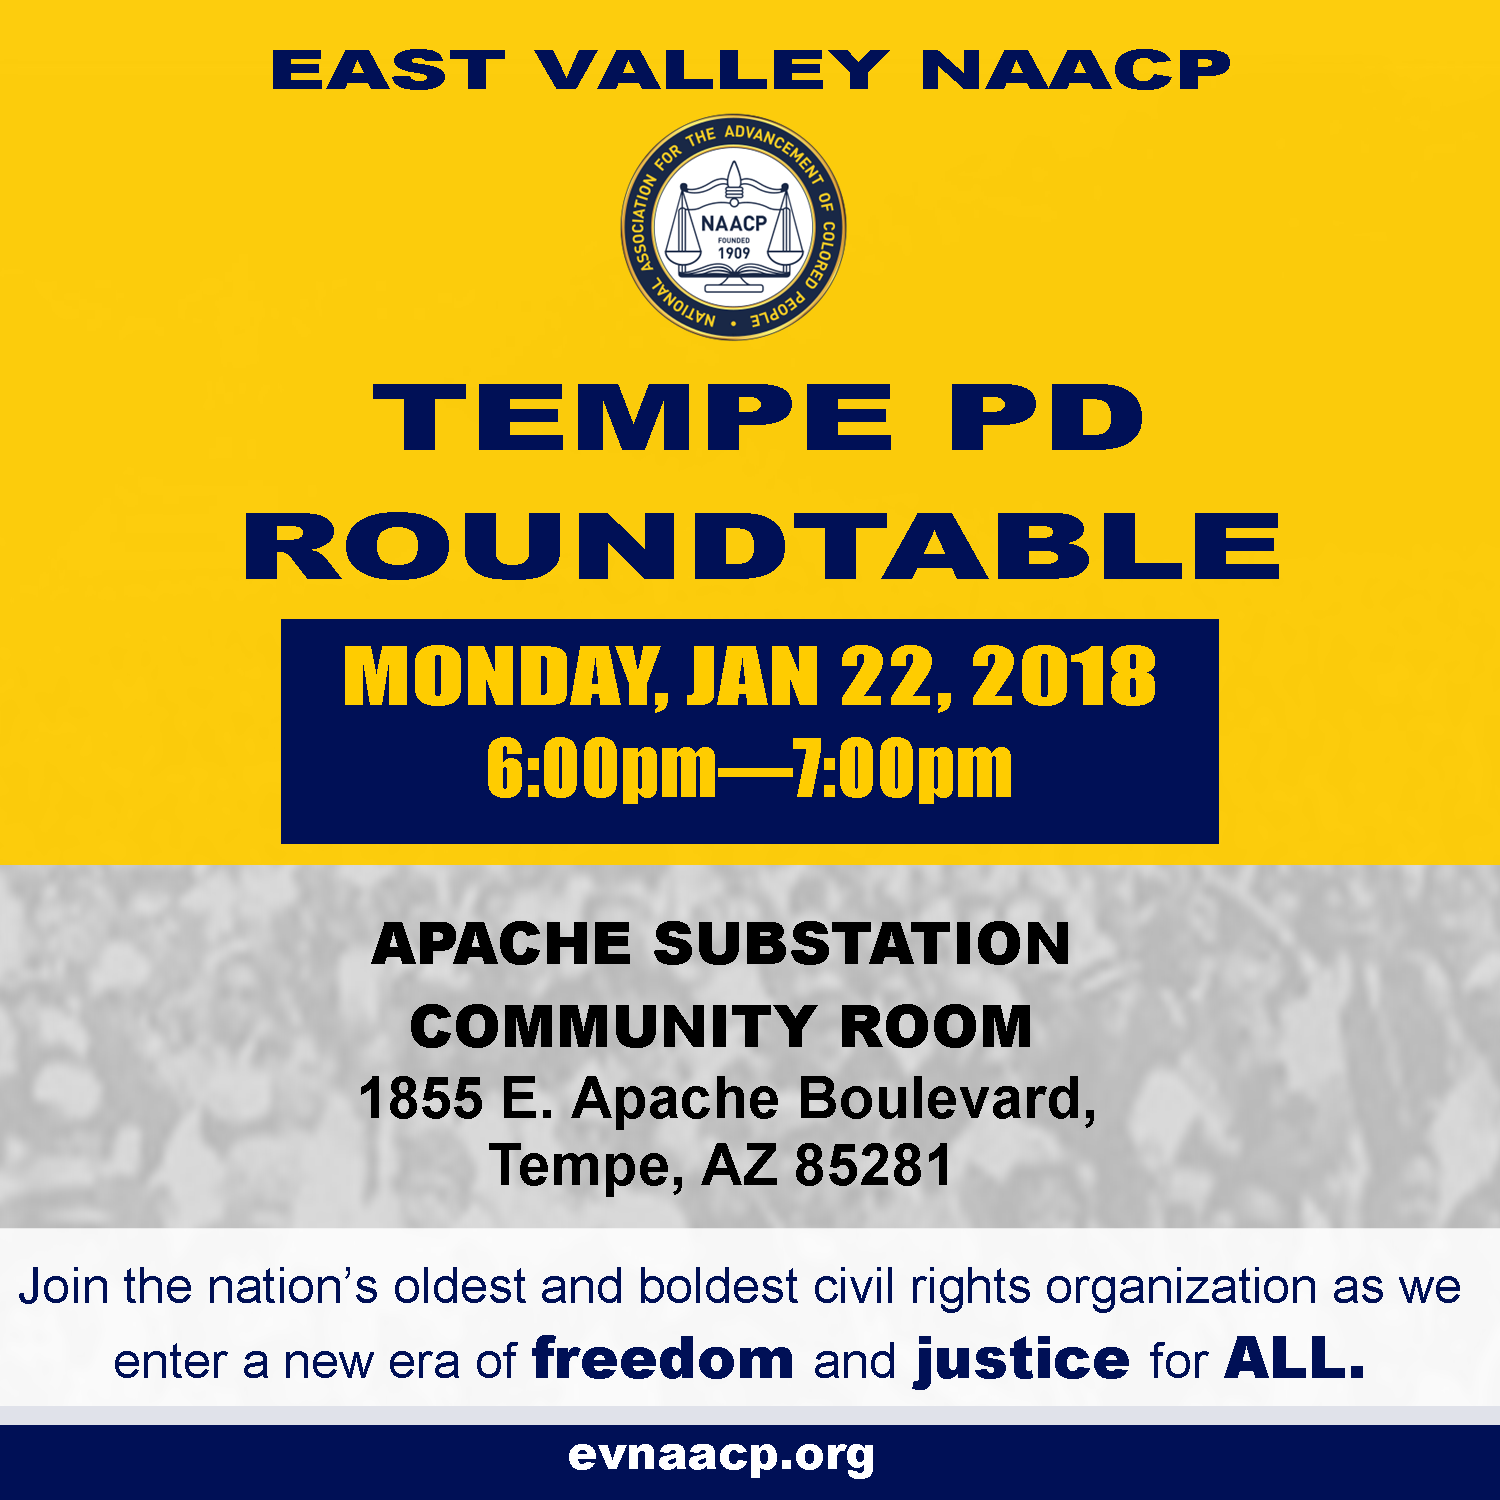 EAST VALLEY NAACP
NATIONAL ASSOCIATION FOR THE ADVANCEMENT OF COLORED PEOPLE •
NAACP
FOUNDED
1909
TEMPE PD
ROUNDTABLE
MONDAY, JAN 22, 2018
6:00pm—7:00pm
APACHE SUBSTATION
COMMUNITY ROOM
1855 E. Apache Boulevard,
Tempe, AZ 85281
Join the nation’s oldest and boldest civil rights organization as we
enter a new era of freedom and justice for ALL.
evnaacp.org